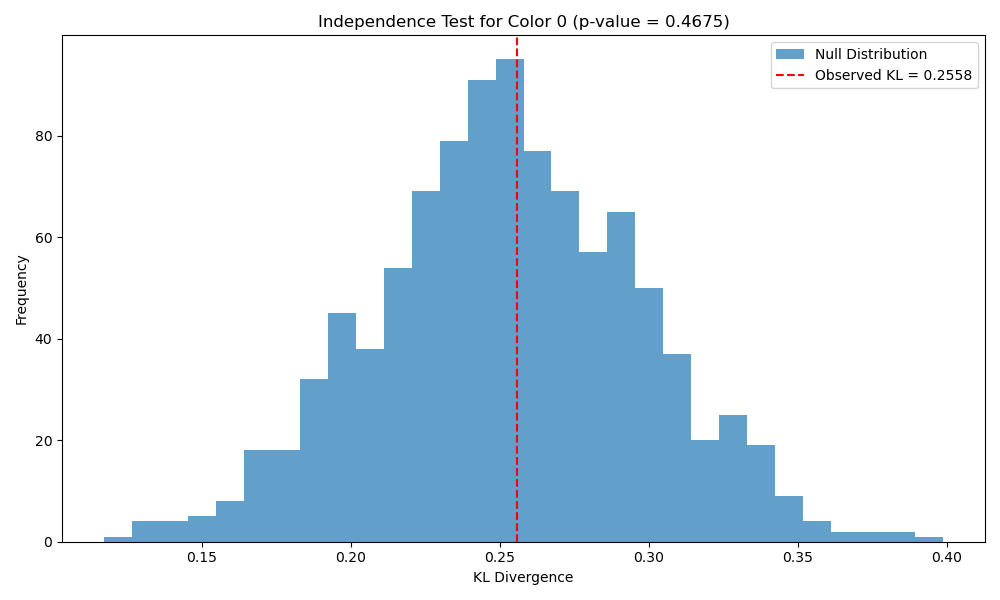 Independence Test for Color 0 (p-value = 0.4675)
Null Distribution
Observed KL = 0.2558
Frequency
80
60
40
20
0
0.15 0.20 0.25 0.30 0.35 0.40
KL Divergence